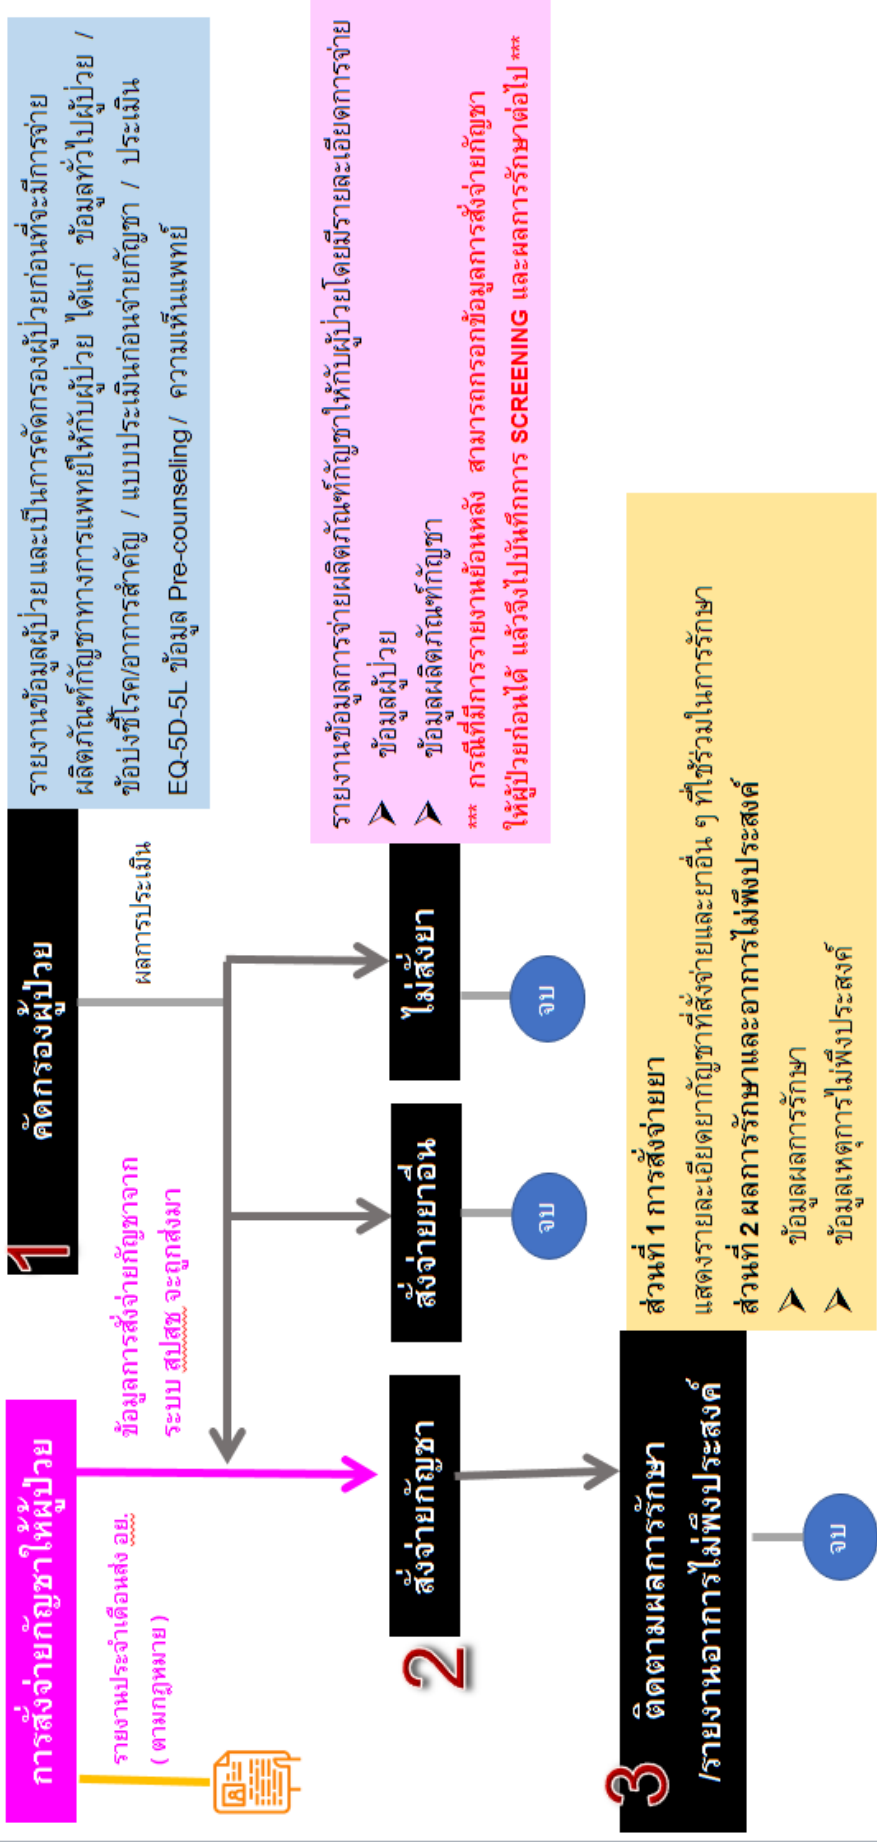 การสั่งจ่ายกัญชาให้ผู้ป่วย
รายงานประจำเดือนส่ง อย.
( ตามกฎหมาย )
ข้อมูลการสั่งจ่ายกัญชาจาก
ระบบ สปสช จะถูกส่งมา
1
คัดกรองผู้ป่วย
รายงานข้อมูลผู้ป่วย และเป็นการคัดกรองผู้ป่วยก่อนที่จะมีการจ่าย
ผลิตภัณฑ์กัญชาทางการแพทย์ให้กับผู้ป่วย ได้แก่ ข้อมูลทั่วไปผู้ป่วย /
ข้อบ่งชี้โรค/อาการสำคัญ / แบบประเมินก่อนจ่ายกัญชา / ประเมิน
EQ-5D-5L ข้อมูล Pre-counseling / ความเห็นแพทย์
ผลการประเมิน
2
สั่งจ่ายกัญชา
สั่งจ่ายยาอื่น
จบ
ไม่สั่งยา
จบ
รายงานข้อมูลการจ่ายผลิตภัณฑ์กัญชาให้กับผู้ป่วยโดยมีรายละเอียดการจ่าย
➤ ข้อมูลผู้ป่วย
➤ ข้อมูลผลิตภัณฑ์กัญชา
*** กรณีที่มีการรายงานย้อนหลัง สามารถกรอกข้อมูลการสั่งจ่ายกัญชา
ให้ผู้ป่วยก่อนได้ แล้วจึงไปบันทึกการ SCREENING และผลการรักษาต่อไป ***
3
ติดตามผลการรักษา
/รายงานอาการไม่พึงประสงค์
จบ
ส่วนที่ 1 การสั่งจ่ายยา
แสดงรายละเอียดยากัญชาที่สั่งจ่ายและยาอื่น ๆ ที่ใช้ร่วมในการรักษา
ส่วนที่ 2 ผลการรักษาและอาการไม่พึงประสงค์
➤ ข้อมูลผลการรักษา
➤ ข้อมูลเหตุการไม่พึงประสงค์